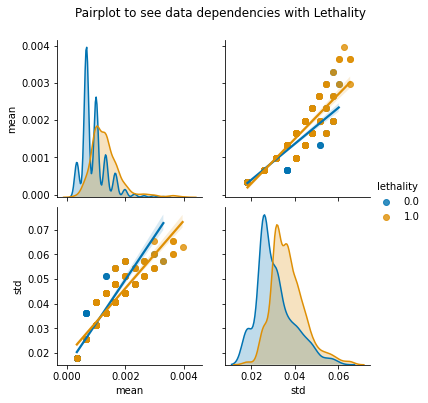 Pairplot to see data dependencies with Lethality
0.004
0.003
0.002
0.001
0.000
mean
lethality
0.0
1.0
0.07
0.06
0.05
0.04
0.03
0.02
std
0.000 0.002 0.004
mean
0.02 0.04 0.06
std